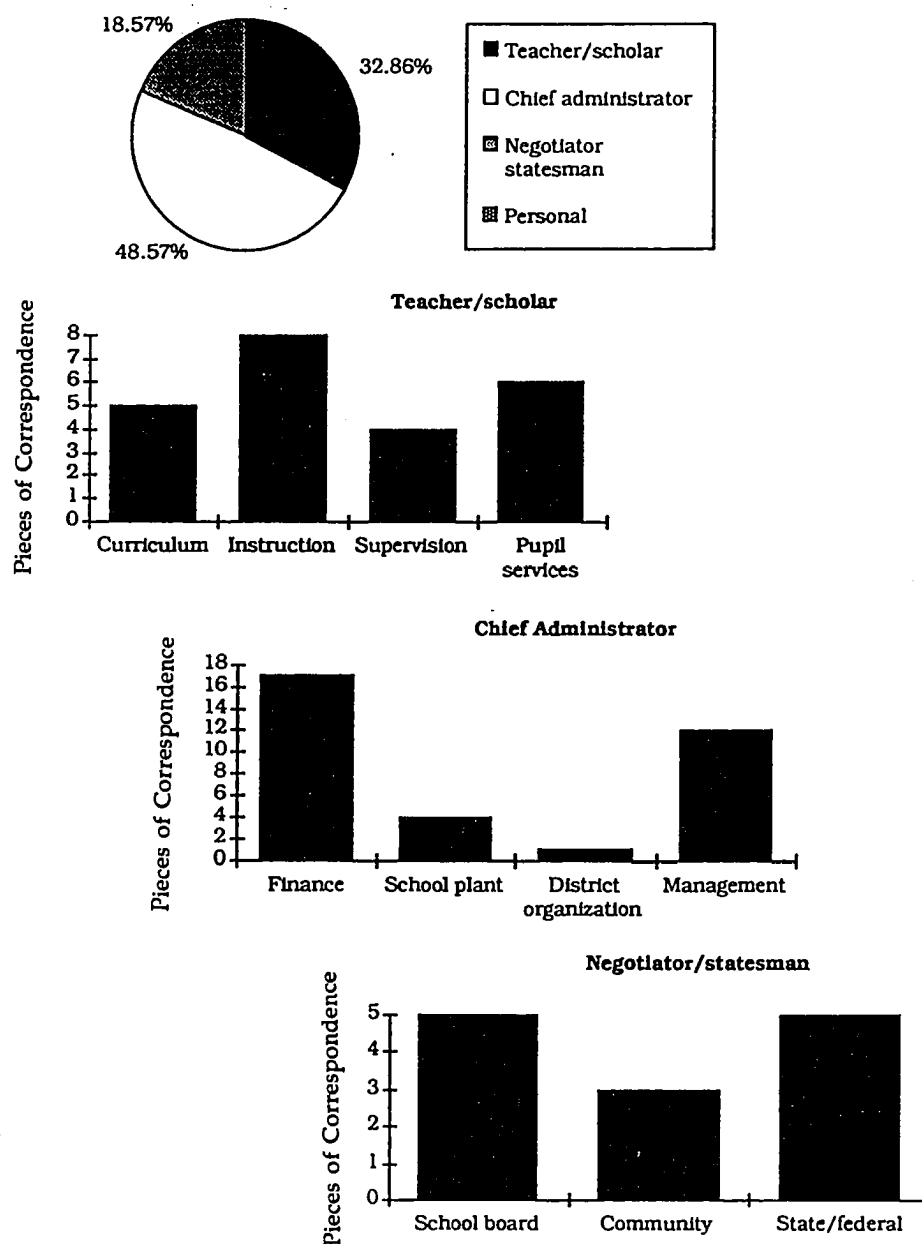 18.57%
32.86%
48.57%
Teacher/scholar
Chief administrator
Negotiator
statesman
Personal
Teacher/scholar
Pieces of Correspondence
8
7
6
5
4
3
2
1
0
Curriculum
Instruction
Supervision
Pupil
services
Chief Administrator
Pieces of Correspondence
18
16
14
12
10
8
6
4
2
0
Finance
School plant
District
organization
Management
Negotiator/statesman
Pieces of Correspondence
5
4
3
2
1
0
School board
Community
State/federal